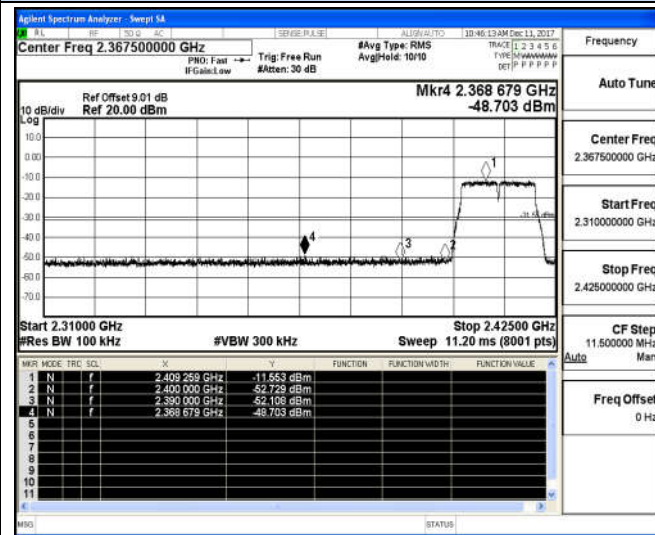 Agilent Spectrum Analyzer - Swept SA
RL RF 50 Ω AC SENSE:PULSE ALIGN AUTO 10:46:13 AM Dec 11, 2017
Center Freq 2.367500000 GHz #Avg Type: RMS TRACE 1 2 3 4 5 6
PNO: Fast Trig: Free Run Avg|Hold: 10/10 TYPE
IFGain:Low #Atten: 30 dB DET P P P P P P
Frequency
Auto Tune
Mkr4 2.368 679 GHz
-48.703 dBm
Ref Offset 9.01 dB
10 dB/div Ref 20.00 dBm
Log
10.0
0.00
-10.0
-20.0
-30.0
-40.0
-50.0
-60.0
-70.0
1
2
3
4
Center Freq
2.367500000 GHz
Start Freq
2.310000000 GHz
Stop Freq
2.425000000 GHz
CF Step
11.500000 MHz
Auto Man
Freq Offset
0 Hz
Start 2.31000 GHz Stop 2.42500 GHz
#Res BW 100 kHz #VBW 300 kHz Sweep 11.20 ms (8001 pts)
MKR MODE TRC SCL X Y FUNCTION FUNCTION WIDTH FUNCTION VALUE
1 N f 2.409 259 GHz -11.553 dBm
2 N f 2.400 000 GHz -52.729 dBm
3 N f 2.390 000 GHz -52.108 dBm
4 N f 2.368 679 GHz -48.703 dBm
5
6
7
8
9
10
11
MSG STATUS